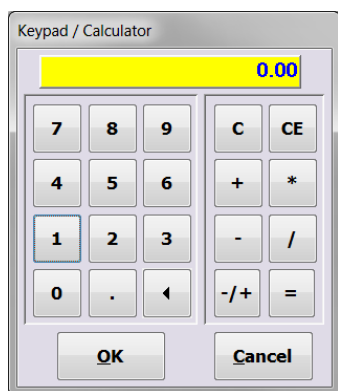 Keypad / Calculator
0.00
7 8 9 C CE
4 5 6 + *
1 2 3 - /
0 . -/+ =
OK Cancel